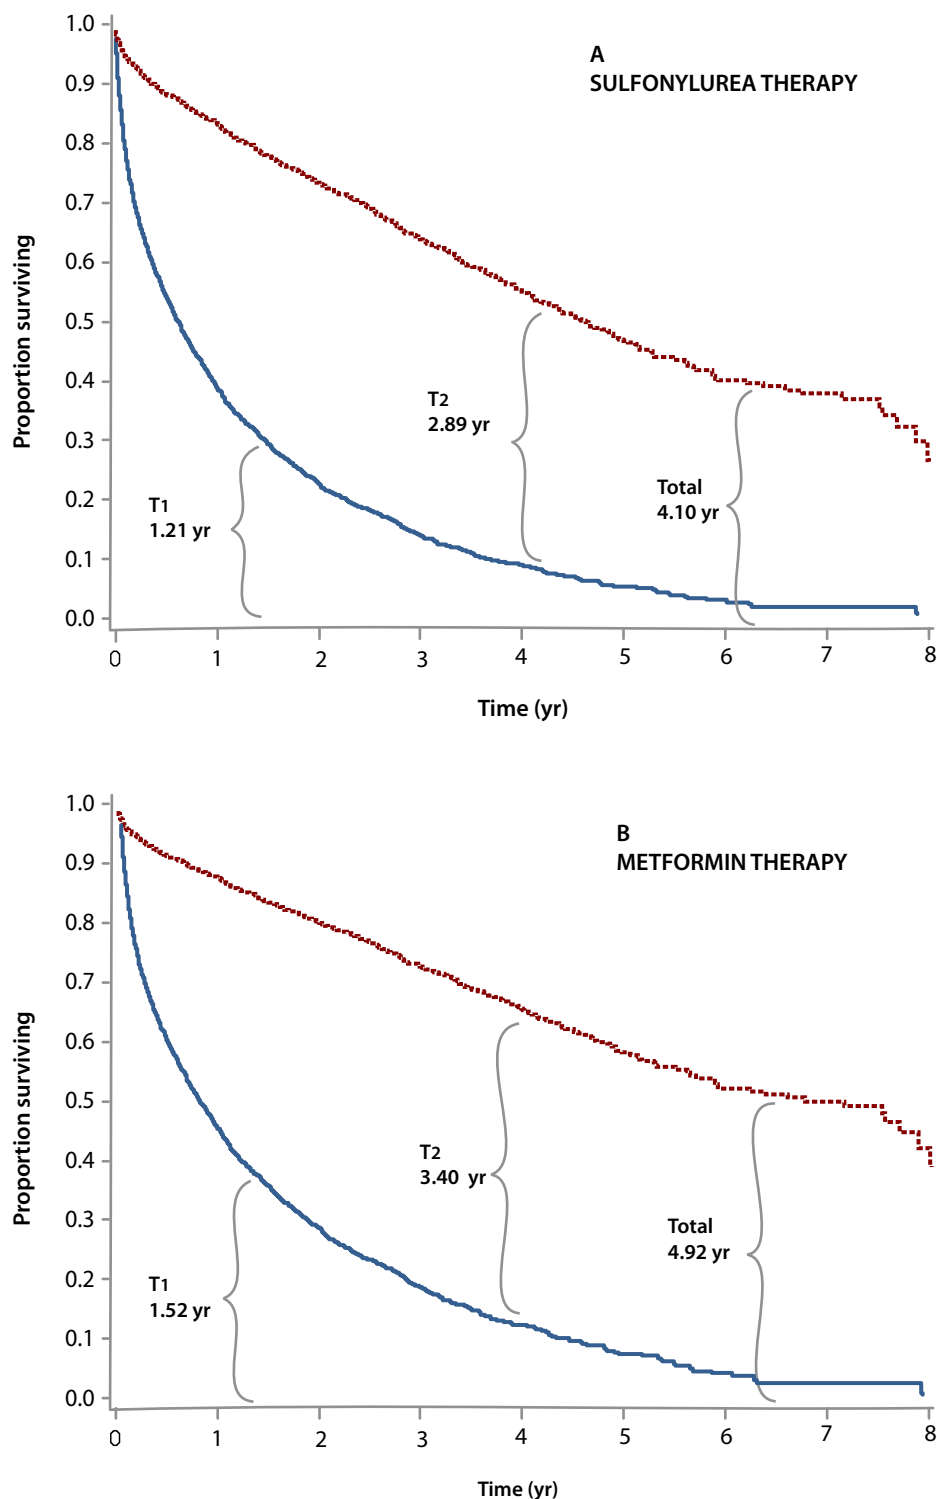 A
SULFONYLUREA THERAPY
Proportion surviving
1.0
0.9
0.8
0.7
0.6
0.5
0.4
0.3
0.2
0.1
0.0
T1
1.21 yr
T2
2.89 yr
Total
4.10 yr
0 1 2 3 4 5 6 7 8
Time (yr)
B
METFORMIN THERAPY
Proportion surviving
1.0
0.9
0.8
0.7
0.6
0.5
0.4
0.3
0.2
0.1
0.0
T1
1.52 yr
T2
3.40 yr
Total
4.92 yr
0 1 2 3 4 5 6 7 8
Time (yr)